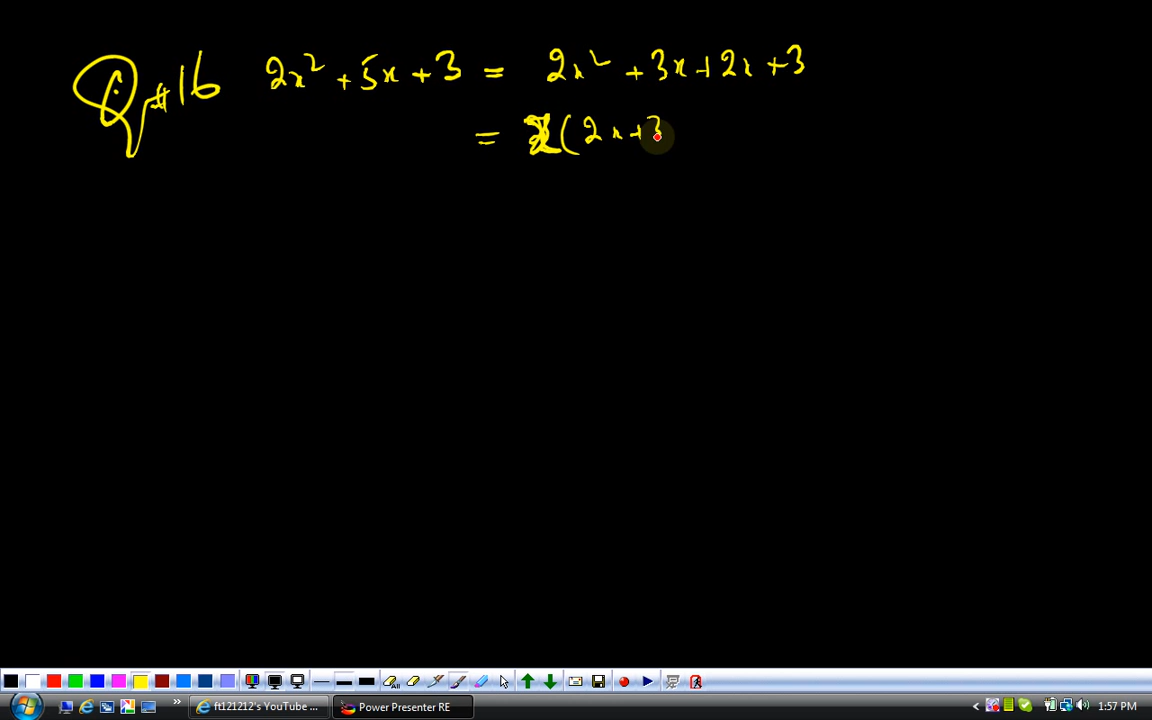 Q#16 2x² + 5x + 3 = 2x² + 3x + 2x + 3
= x(2x+3
ft121212's YouTube ... Power Presenter RE 1:57 PM